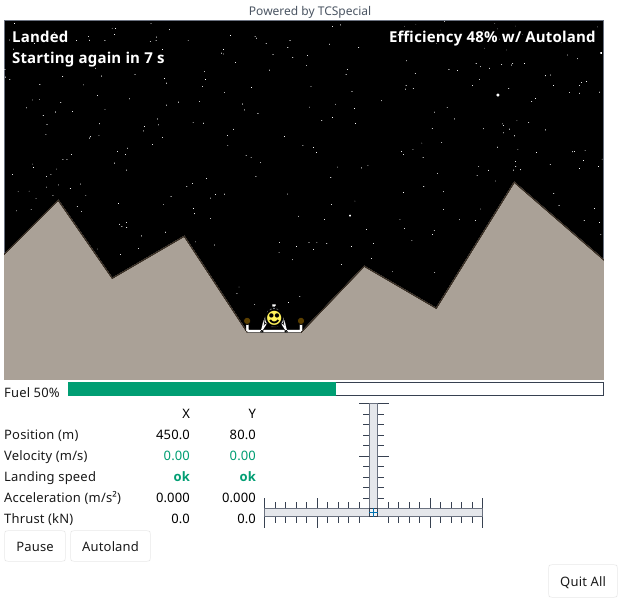 Powered by TCSpecial
Landed
Efficiency 48% w/ Autoland
Starting again in 7 s
Fuel 50%
X Y
Position (m) 450.0 80.0
Velocity (m/s) 0.00 0.00
Landing speed ok ok
Acceleration (m/s²) 0.000 0.000
Thrust (kN) 0.0 0.0
Pause Autoland
Quit All